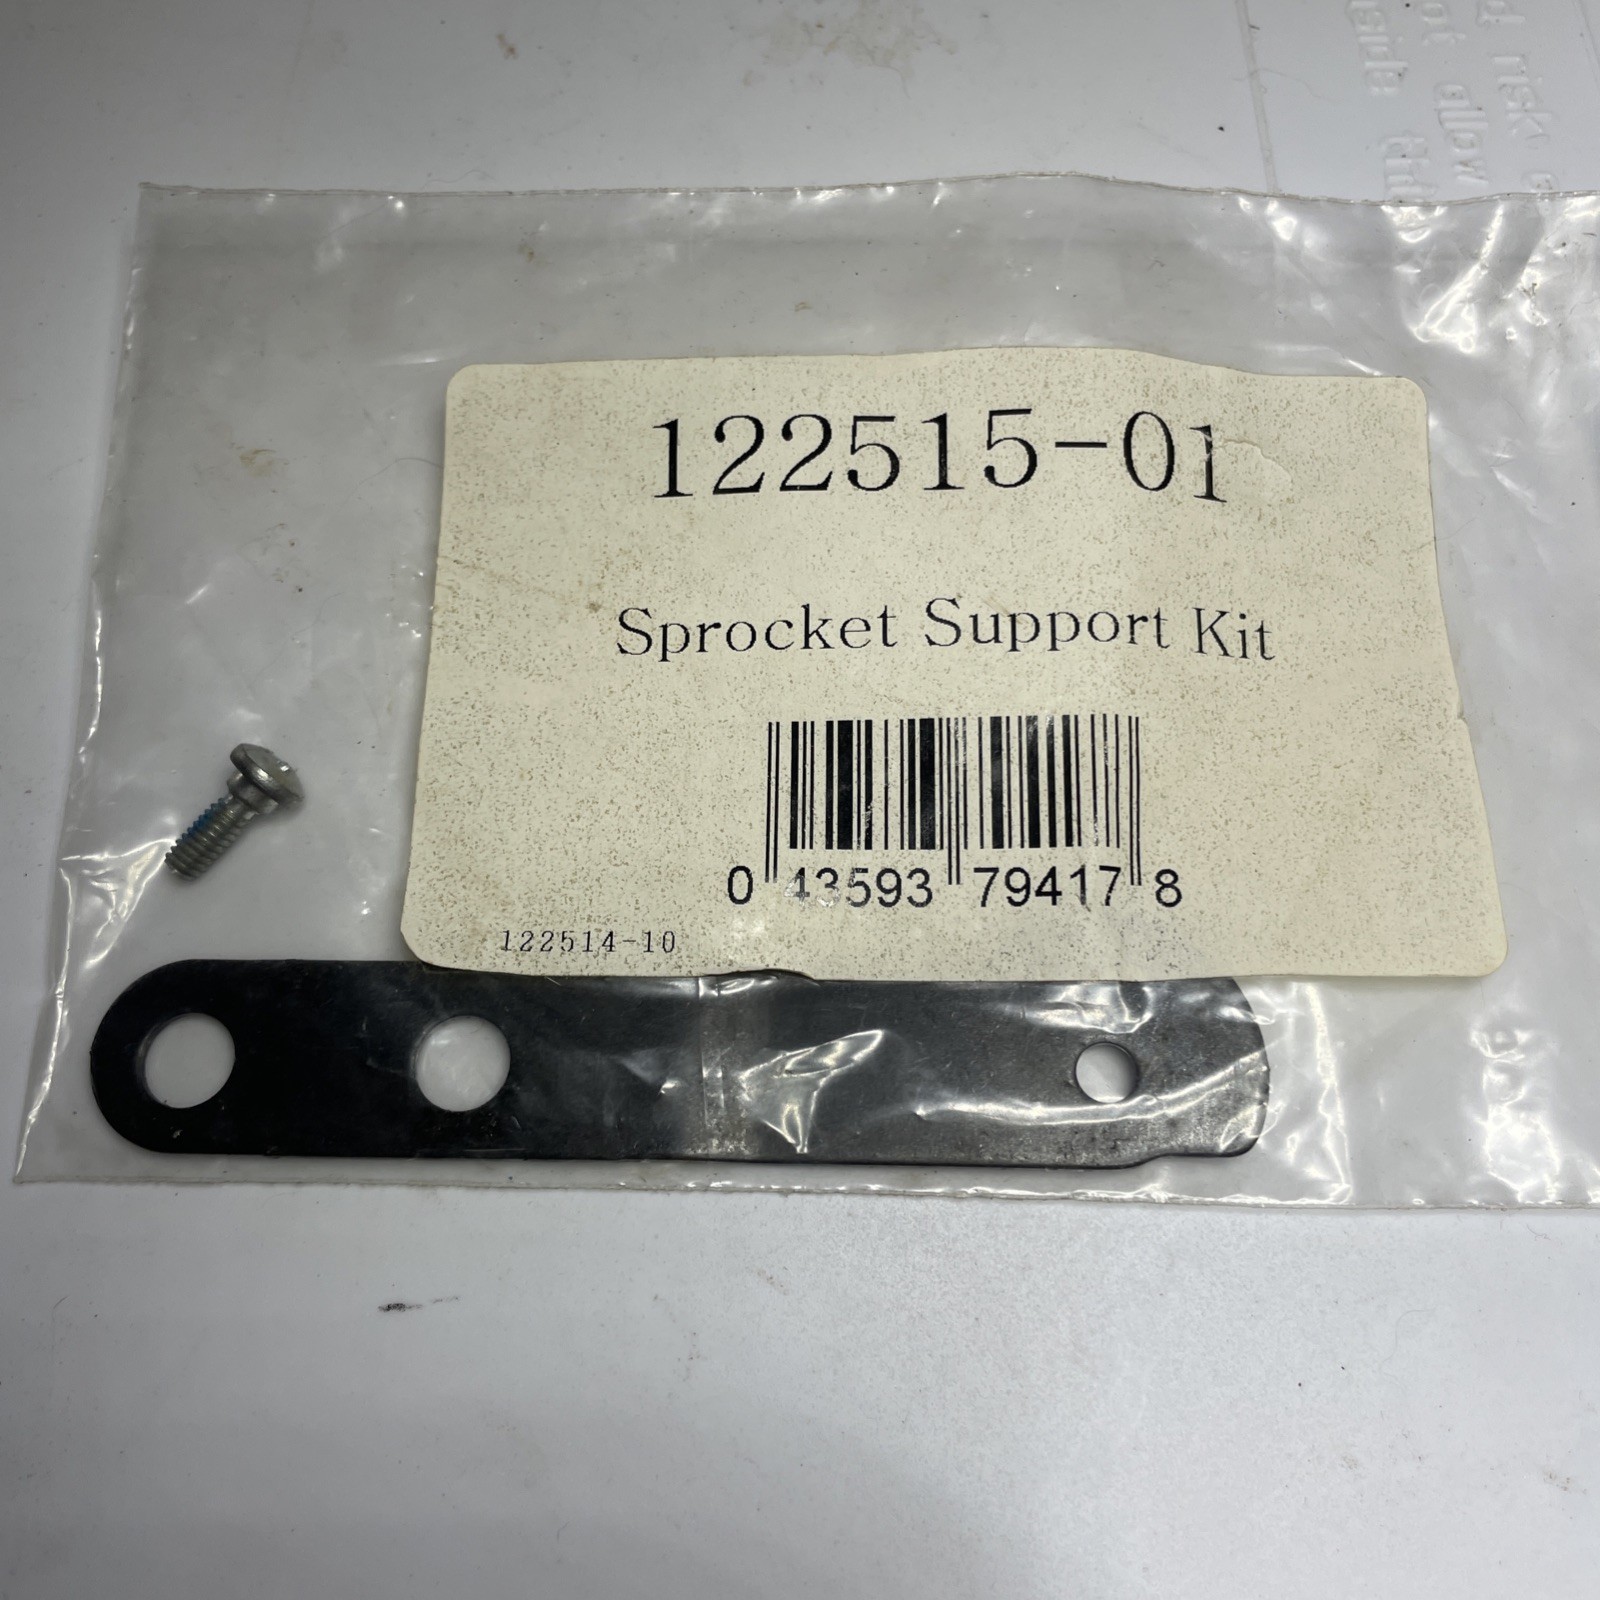 122515-01
Sprocket Support Kit
0 43593 79417 8
122514-10